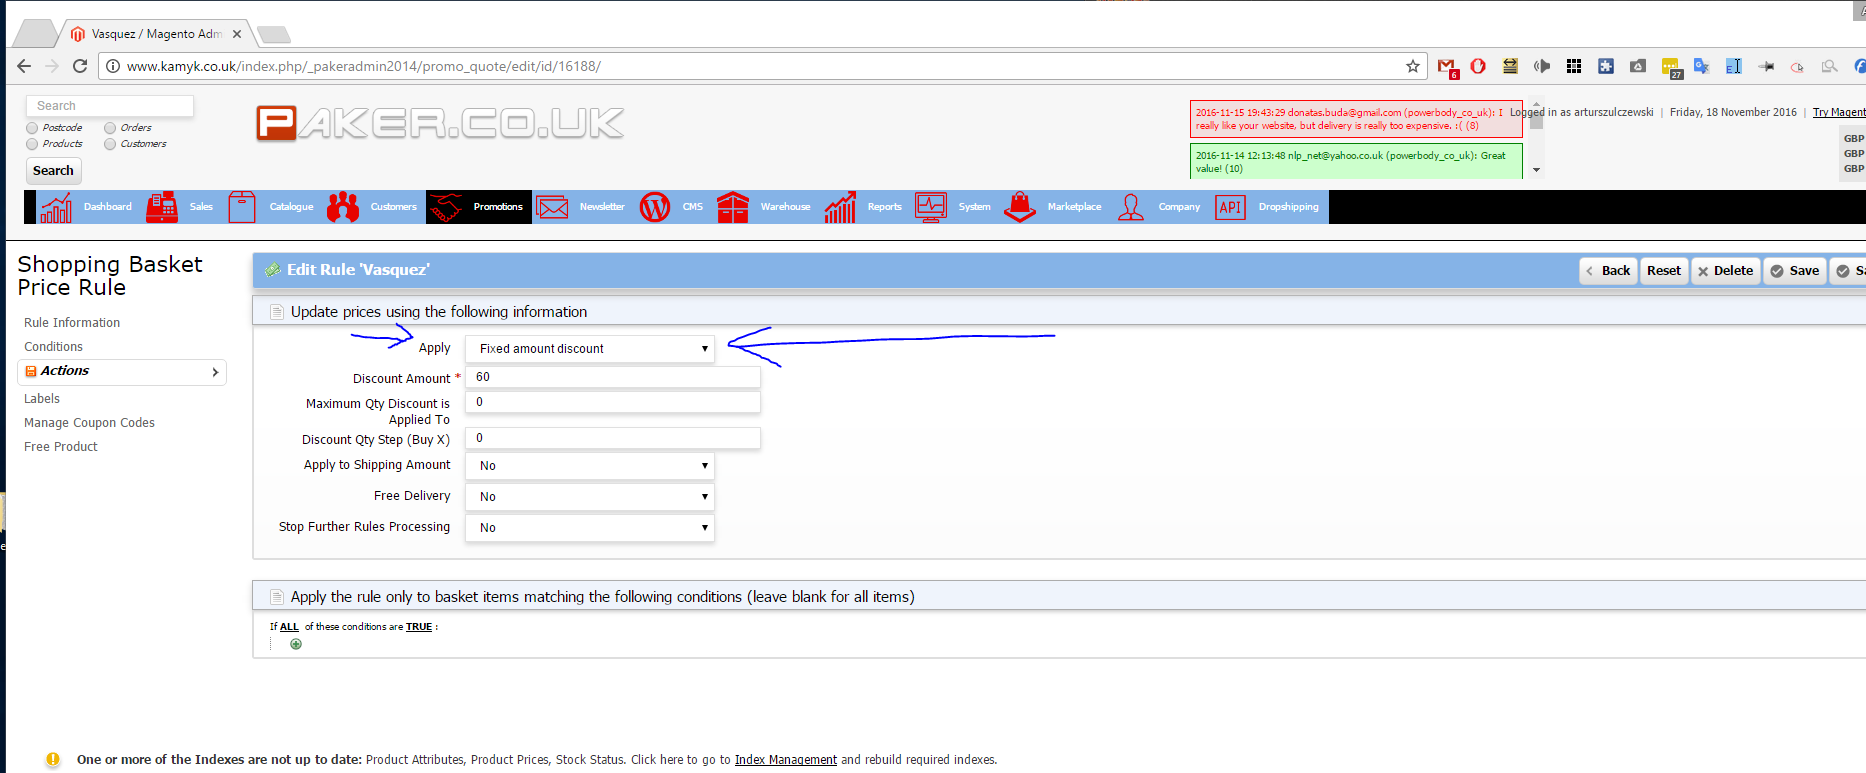 Vasquez / Magento Adm
www.kamyk.co.uk/index.php/_pakeradmin2014/promo_quote/edit/id/16188/
6
27
Search
Postcode
Orders
Products
Customers
Search
PAKER.CO.UK
2016-11-15 19:43:29 donatas.buda@gmail.com (powerbody_co_uk): I
really like your website, but delivery is really too expensive. :( (8)
2016-11-14 12:13:48 nlp_net@yahoo.co.uk (powerbody_co_uk): Great
value! (10)
Logged in as arturszulczewski | Friday, 18 November 2016 | Try Magent
GBP
GBP
GBP
Dashboard
Sales
Catalogue
Customers
Promotions
Newsletter
CMS
Warehouse
Reports
System
Marketplace
Company
API
Dropshipping
Shopping Basket
Price Rule
Rule Information
Conditions
Actions
Labels
Manage Coupon Codes
Free Product
Edit Rule 'Vasquez'
Back
Reset
Delete
Save
Sa
Update prices using the following information
Apply
Fixed amount discount
Discount Amount *
60
Maximum Qty Discount is
Applied To
0
Discount Qty Step (Buy X)
0
Apply to Shipping Amount
No
Free Delivery
No
Stop Further Rules Processing
No
Apply the rule only to basket items matching the following conditions (leave blank for all items)
If ALL of these conditions are TRUE :
One or more of the Indexes are not up to date: Product Attributes, Product Prices, Stock Status. Click here to go to Index Management and rebuild required indexes.